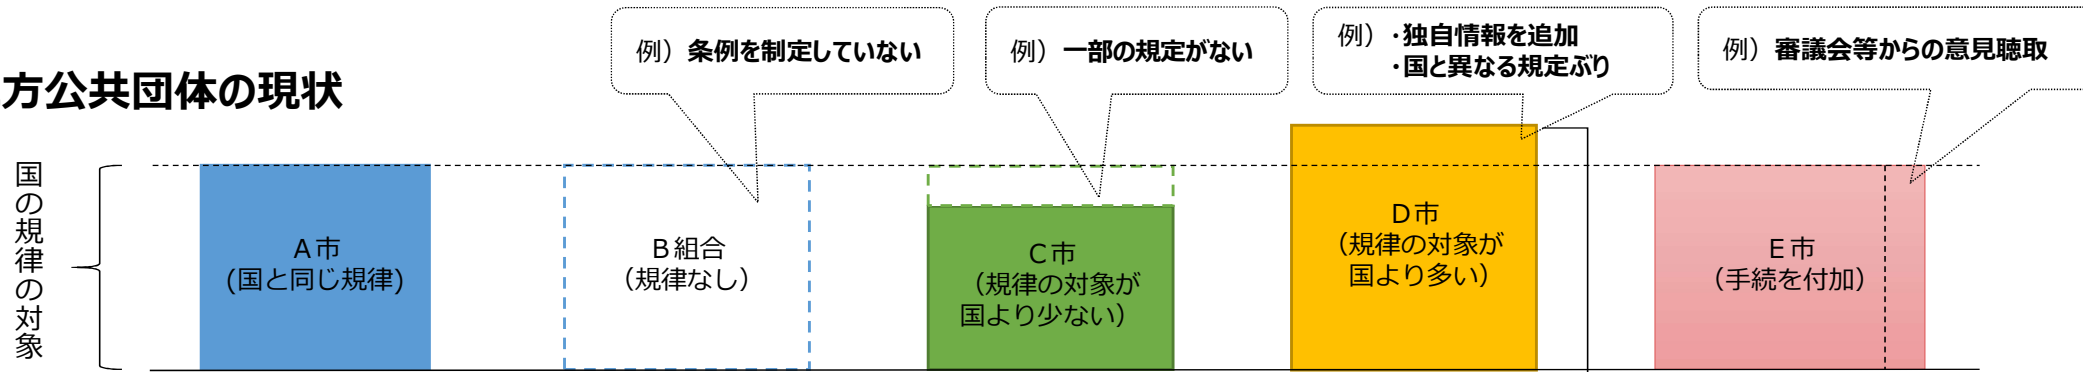 例）条例を制定していない
例）一部の規定がない
例）・独自情報を追加
・国と異なる規定ぶり
例）審議会等からの意見聴取
方公共団体の現状
国の規律の対象
Ａ市
(国と同じ規律)
Ｂ組合
（規律なし）
Ｃ市
（規律の対象が
国より少ない）
Ｄ市
（規律の対象が
国より多い）
Ｅ市
（手続を付加）